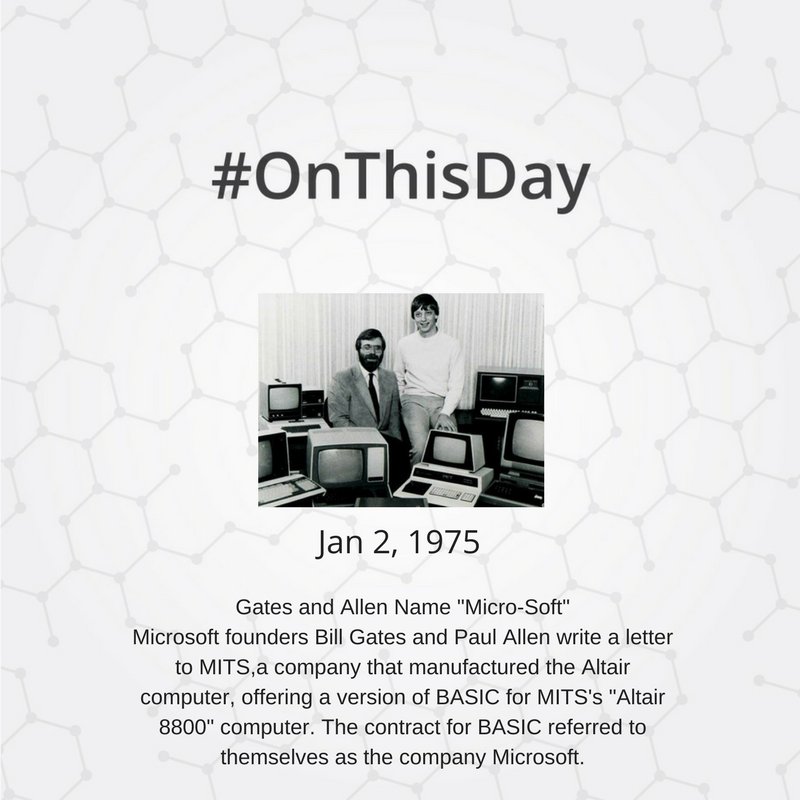 #OnThisDay
Jan 2, 1975
Gates and Allen Name "Micro-Soft"
Microsoft founders Bill Gates and Paul Allen write a letter
to MITS,a company that manufactured the Altair
computer, offering a version of BASIC for MITS's "Altair
8800" computer. The contract for BASIC referred to
themselves as the company Microsoft.